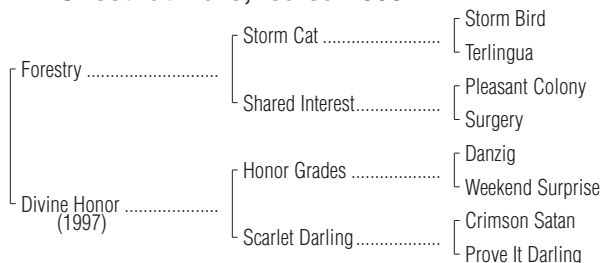 Storm Bird
Storm Cat ........................
Terlingua
Forestry ...................................
Pleasant Colony
Shared Interest....................
Surgery
Danzig
Honor Grades .....................
Weekend Surprise
Divine Honor .........................
(1997)
Crimson Satan
Scarlet Darling....................
Prove It Darling